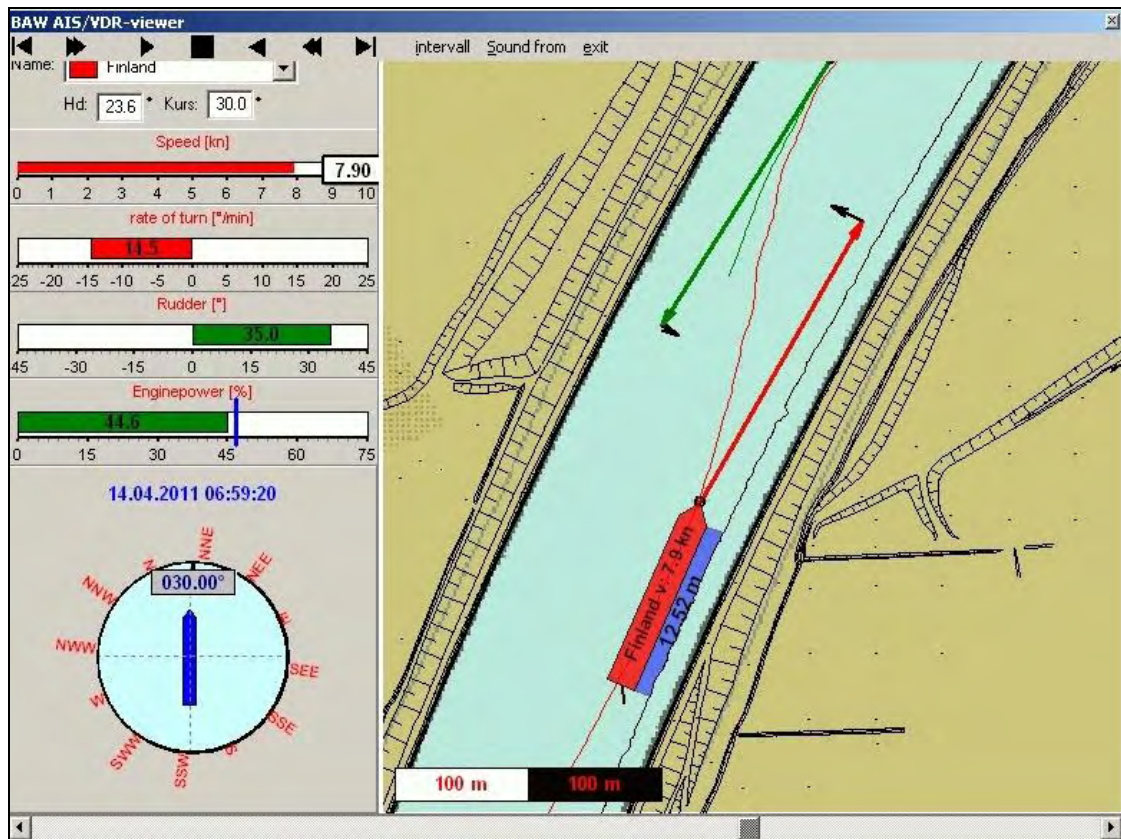 BAW AIS/VDR-viewer
intervall Sound from exit
Name: Finland
Hd: 23.6 ° Kurs: 30.0 °
Speed [kn]
7.90
0 1 2 3 4 5 6 7 8 9 10
rate of turn [°/min]
14.5
25 -20 -15 -10 -5 0 5 10 15 20 25
Rudder [°]
35.0
45 -30 -15 0 15 30 45
Enginepower [%]
44.6
0 15 30 45 60 75
14.04.2011 06:59:20
NNE
NEE
NNW
030.00°
E
NWW
SEE
W
SSE
SWW
S
SSW
Finland v: 7.9 kn
12.52 m
100 m 100 m